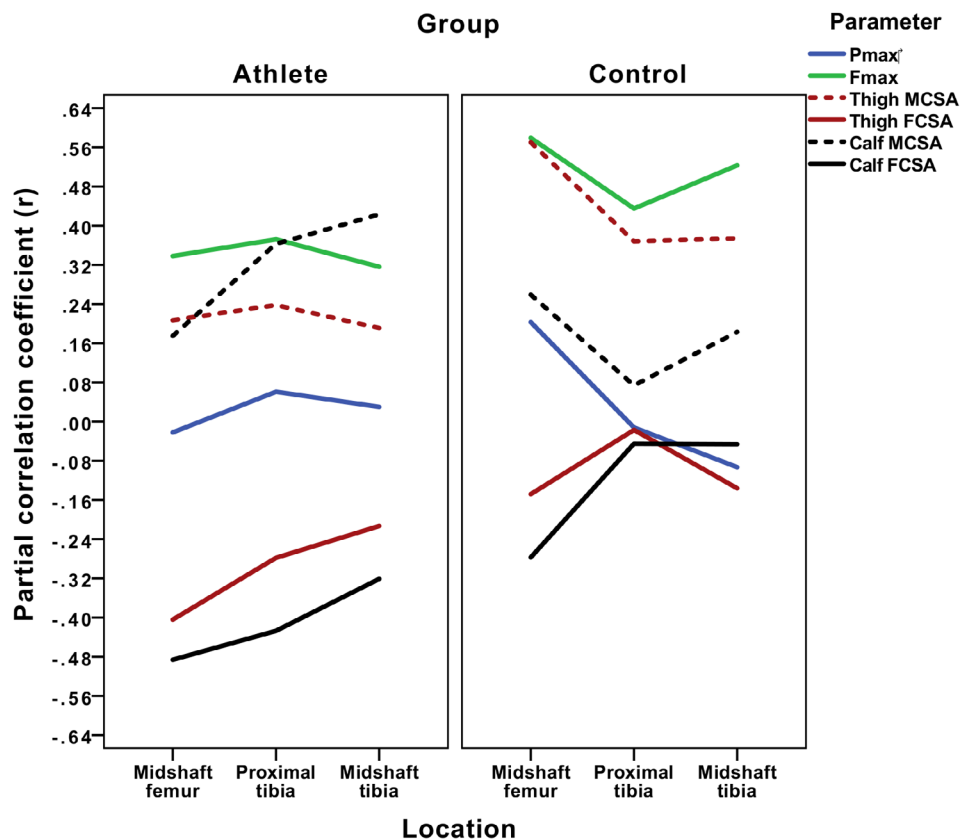 Group
Athlete
Control
Parameter
Pmax†
Fmax
Thigh MCSA
Thigh FCSA
Calf MCSA
Calf FCSA
Partial correlation coefficient (r)
.64
.56
.48
.40
.32
.24
.16
.08
.00
-.08
-.16
-.24
-.32
-.40
-.48
-.56
-.64
Midshaft
femur
Proximal
tibia
Midshaft
tibia
Midshaft
femur
Proximal
tibia
Midshaft
tibia
Location